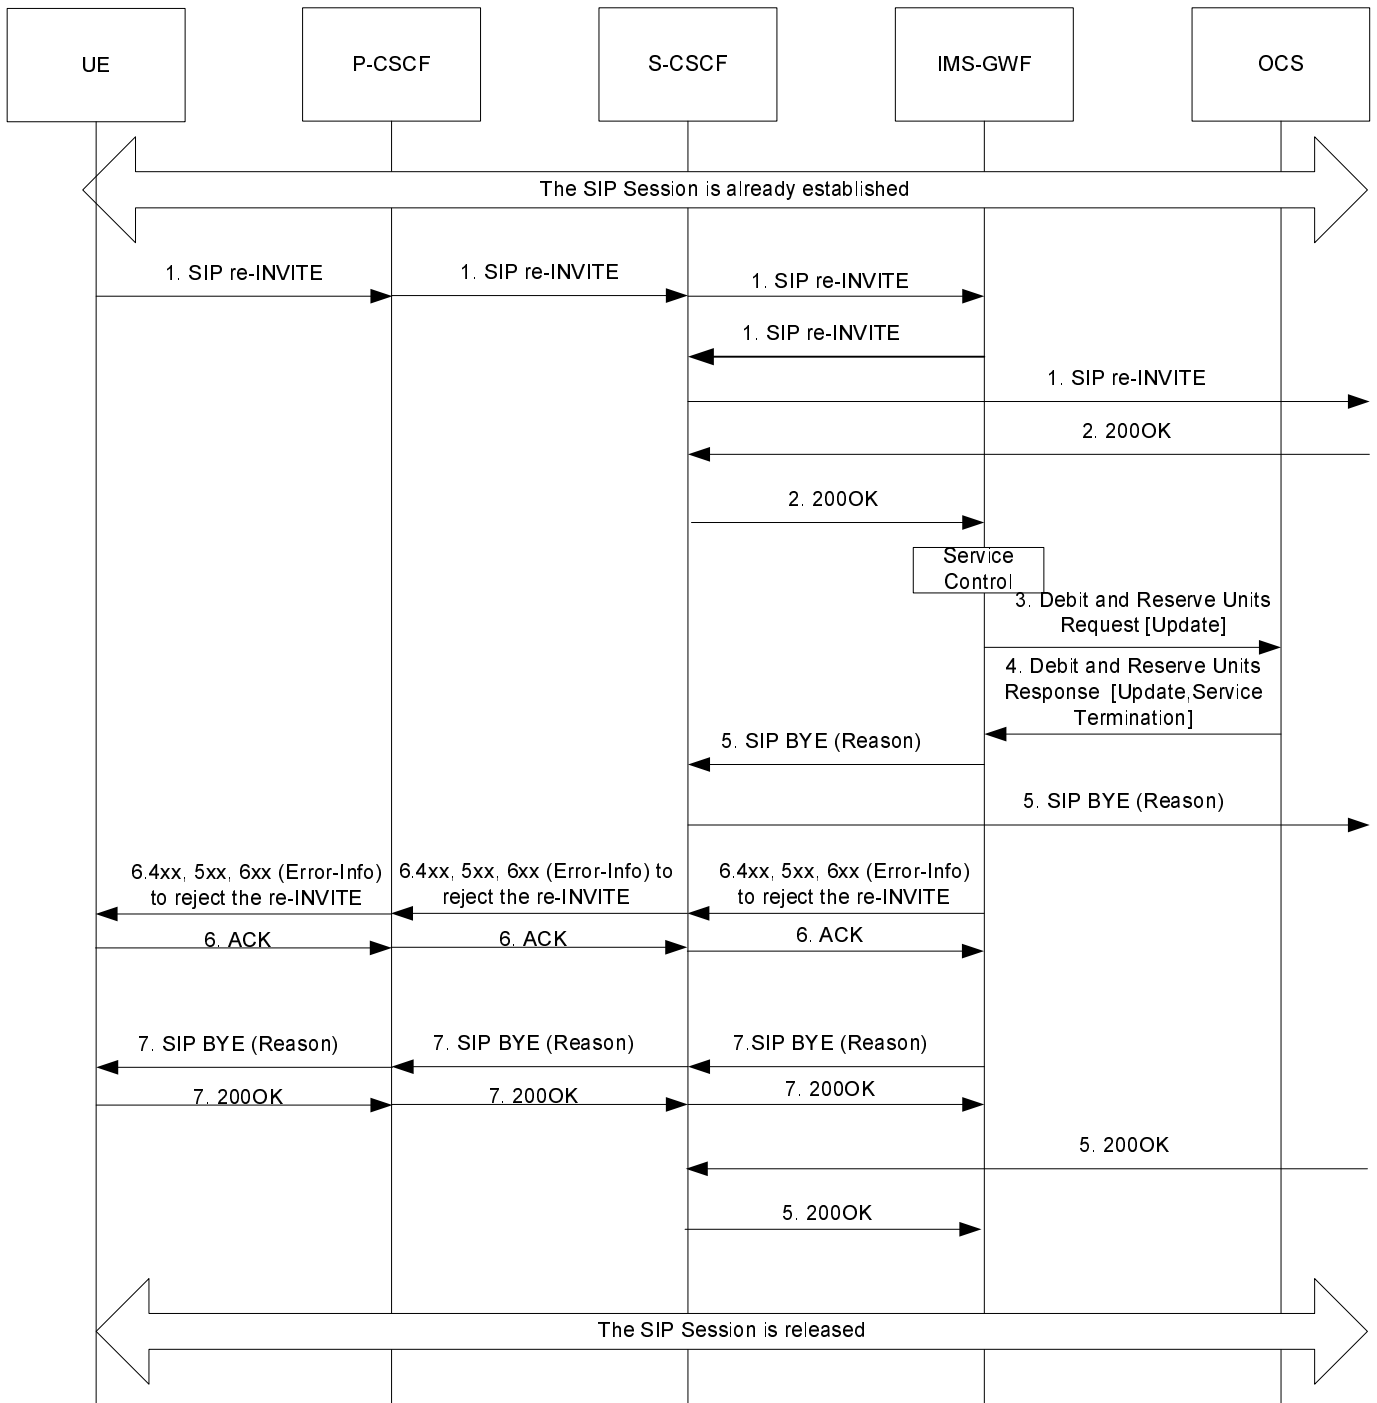 UE
P-CSCF
S-CSCF
IMS-GWF
OCS
The SIP Session is already established
1. SIP re-INVITE
1. SIP re-INVITE
1. SIP re-INVITE
1. SIP re-INVITE
1. SIP re-INVITE
2. 200OK
2. 200OK
Service
Control
3. Debit and Reserve Units
Request [Update]
4. Debit and Reserve Units
Response [Update,Service
Termination]
5. SIP BYE (Reason)
5. SIP BYE (Reason)
6.4xx, 5xx, 6xx (Error-Info)
to reject the re-INVITE
6.4xx, 5xx, 6xx (Error-Info) to
reject the re-INVITE
6.4xx, 5xx, 6xx (Error-Info)
to reject the re-INVITE
6. ACK
6. ACK
6. ACK
7. SIP BYE (Reason)
7. SIP BYE (Reason)
7.SIP BYE (Reason)
7. 200OK
7. 200OK
7. 200OK
5. 200OK
5. 200OK
The SIP Session is released